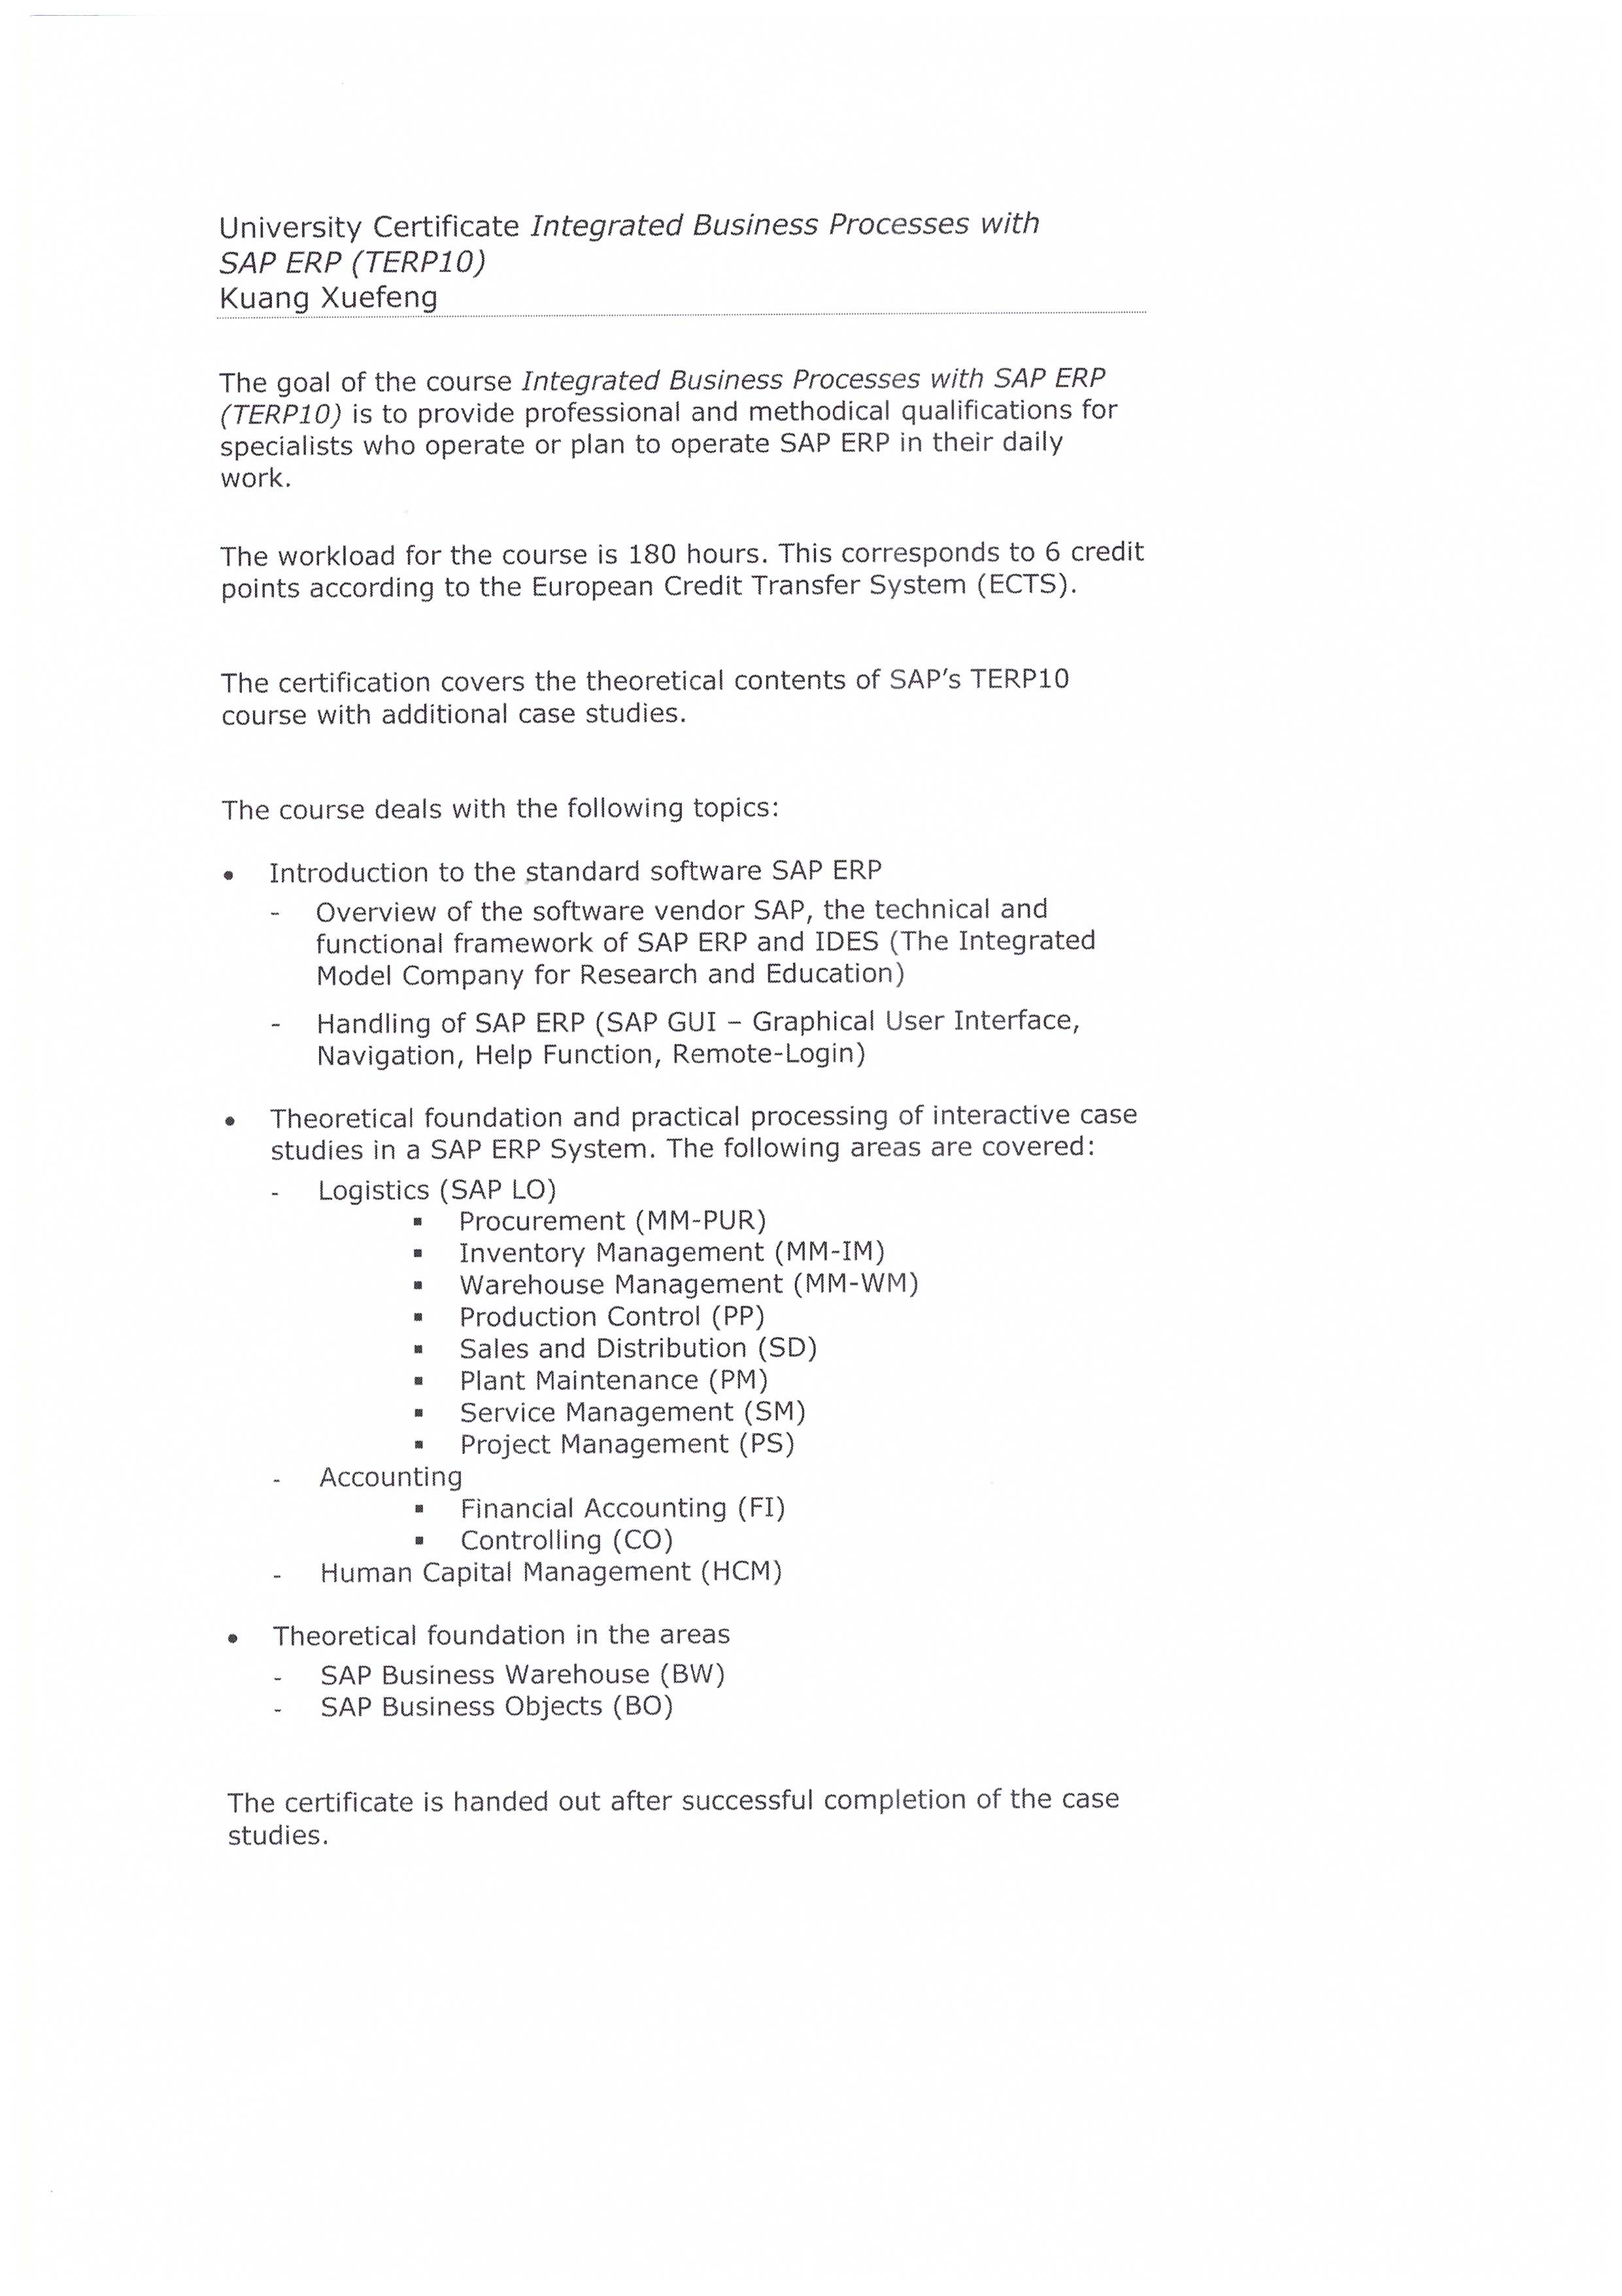 University Certificate Integrated Business Processes with
SAP ERP (TERP10)
Kuang Xuefeng
The goal of the course Integrated Business Processes with SAP ERP
(TERP10) is to provide professional and methodical qualifications for
specialists who operate or plan to operate SAP ERP in their daily
work.
The workload for the course is 180 hours. This corresponds to 6 credit
points according to the European Credit Transfer System (ECTS).
The certification covers the theoretical contents of SAP's TERP10
course with additional case studies.
The course deals with the following topics:
• Introduction to the standard software SAP ERP
- Overview of the software vendor SAP, the technical and
functional framework of SAP ERP and IDES (The Integrated
Model Company for Research and Education)
- Handling of SAP ERP (SAP GUI – Graphical User Interface,
Navigation, Help Function, Remote-Login)
• Theoretical foundation and practical processing of interactive case
studies in a SAP ERP System. The following areas are covered:
- Logistics (SAP LO)
▪ Procurement (MM-PUR)
▪ Inventory Management (MM-IM)
▪ Warehouse Management (MM-WM)
▪ Production Control (PP)
▪ Sales and Distribution (SD)
▪ Plant Maintenance (PM)
▪ Service Management (SM)
▪ Project Management (PS)
- Accounting
▪ Financial Accounting (FI)
▪ Controlling (CO)
- Human Capital Management (HCM)
• Theoretical foundation in the areas
- SAP Business Warehouse (BW)
- SAP Business Objects (BO)
The certificate is handed out after successful completion of the case
studies.